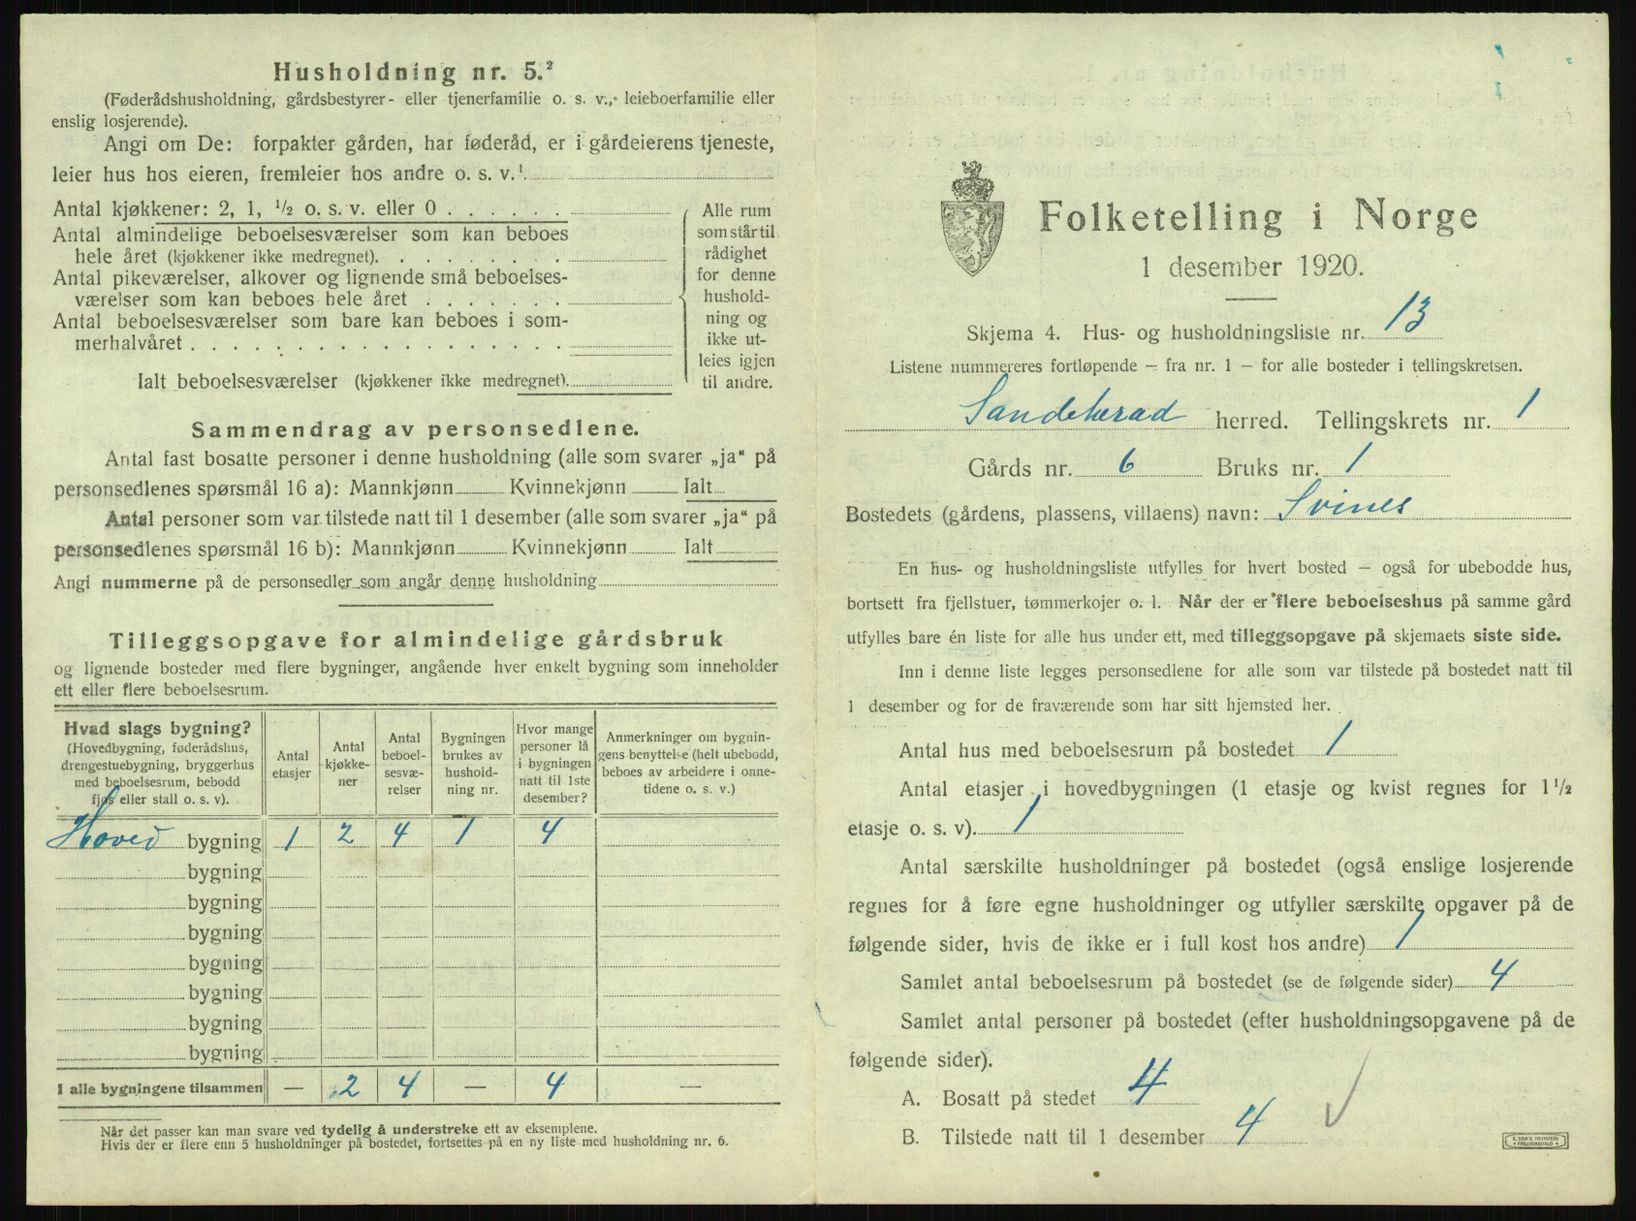 Husholdning nr. 5.²
(Føderådshusholdning, gårdsbestyrer- eller tjenerfamilie o. s. v., leieboerfamilie eller
enslig losjerende).
Angi om De: forpakter gården, har føderåd, er i gårdeierens tjeneste,
leier hus hos eieren, fremleier hos andre o. s. v.¹
Antal kjøkkener: 2, 1, ½ o. s. v. eller 0 . . . . . .
Antal almindelige beboelsesværelser som kan beboes
hele året (kjøkkener ikke medregnet). . . . . . . . .
Antal pikeværelser, alkover og lignende små beboelses-
værelser som kan beboes hele året . . . . . . .
Antal beboelsesværelser som bare kan beboes i som-
merhalvåret . . . . . . . . . . . . . . . . . .
Ialt beboelsesværelser (kjøkkener ikke medregnet).
Alle rum
som står til
rådighet
for denne
hushold-
ning og
ikke ut-
leies igjen
til andre.
Sammendrag av personsedlene.
Antal fast bosatte personer i denne husholdning (alle som svarer „ja“ på
personsedlenes spørsmål 16 a): Mannkjønn Kvinnekjønn Ialt
Antal personer som var tilstede natt til 1 desember (alle som svarer „ja“ på
personsedlenes spørsmål 16 b): Mannkjønn Kvinnekjønn Ialt
Angi nummerne på de personsedler som angår denne husholdning
Tilleggsopgave for almindelige gårdsbruk
og lignende bosteder med flere bygninger, angående hver enkelt bygning som inneholder
ett eller flere beboelsesrum.
Hvad slags bygning?
(Hovedbygning, føderådshus,
drengestuebygning, bryggerhus
med beboelsesrum, bebodd
fjøs eller stall o. s. v).
Antal
etasjer
Antal
kjøkke-
ner
Antal
beboel-
sesvæ-
relser
Bygningen
brukes av
hushold-
ning nr.
Hvor mange
personer lå
i bygningen
natt til 1ste
desember?
Anmerkninger om bygnin-
gens benyttelse (helt ubebodd,
beboes av arbeidere i onne-
tidene o. s. v.)
Hoved bygning 1 2 4 1 4
bygning
bygning
bygning
bygning
bygning
bygning
bygning
I alle bygningene tilsammen — 2 4 — 4 —
Når det passer kan man svare ved tydelig å understreke ett av eksemplene.
Hvis der er flere enn 5 husholdninger på bostedet, fortsettes på en ny liste med husholdning nr. 6.
Folketelling i Norge
1 desember 1920.
Skjema 4. Hus- og husholdningsliste nr. 13
Listene nummereres fortløpende — fra nr. 1 — for alle bosteder i tellingskretsen.
Sandeherad herred. Tellingskrets nr. 1
Gårds nr. 6 Bruks nr. 1
Bostedets (gårdens, plassens, villaens) navn: Svines
En hus- og husholdningsliste utfylles for hvert bosted — også for ubebodde hus,
bortsett fra fjellstuer, tømmerkojer o. l. Når der er flere beboelseshus på samme gård
utfylles bare én liste for alle hus under ett, med tilleggsopgave på skjemaets siste side.
Inn i denne liste legges personsedlene for alle som var tilstede på bostedet natt til
1 desember og for de fraværende som har sitt hjemsted her.
Antal hus med beboelsesrum på bostedet 1
Antal etasjer i hovedbygningen (1 etasje og kvist regnes for 1 ½
etasje o. s. v). 1
Antal særskilte husholdninger på bostedet (også enslige losjerende
regnes for å føre egne husholdninger og utfyller særskilte opgaver på de
følgende sider, hvis de ikke er i full kost hos andre) 1
Samlet antal beboelsesrum på bostedet (se de følgende sider) 4
Samlet antal personer på bostedet (efter husholdningsopgavene på de
følgende sider).
A. Bosatt på stedet 4
B. Tilstede natt til 1 desember 4